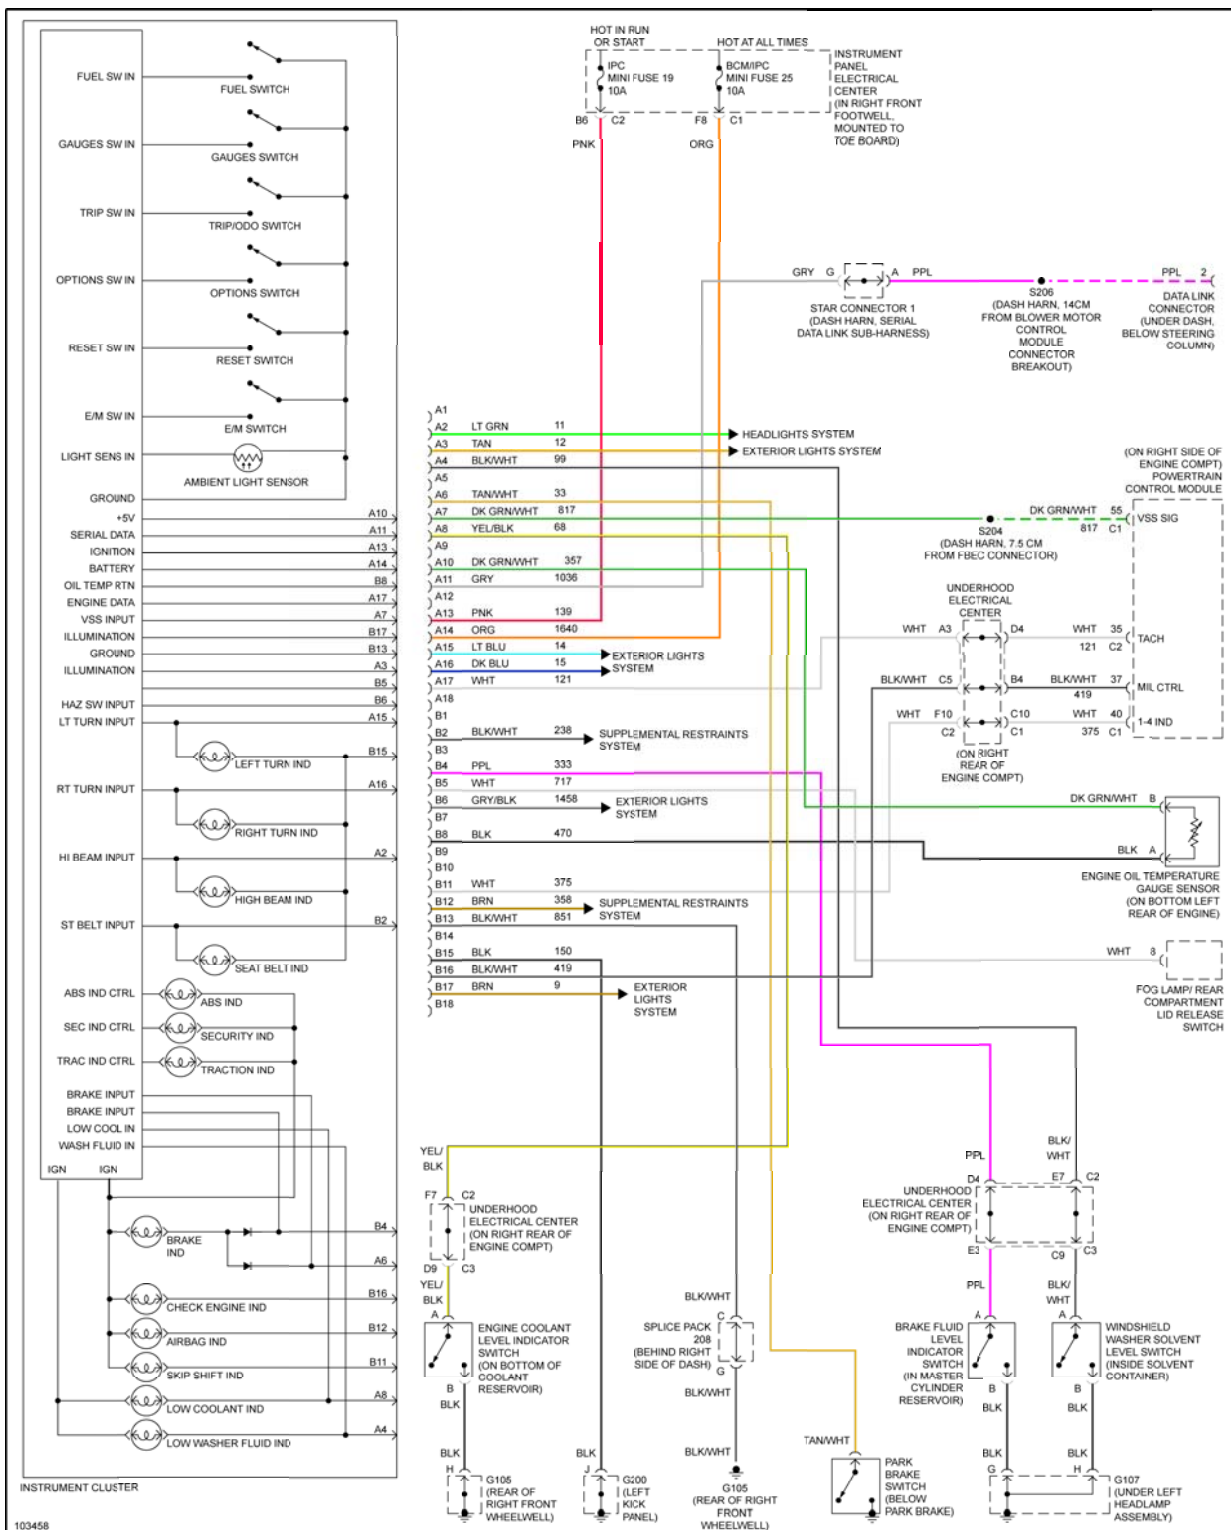 HOT IN RUN
OR START
HOT AT ALL TIMES
IPC
MINI FUSE 19
10A
BCM/IPC
MINI FUSE 25
10A
INSTRUMENT
PANEL
ELECTRICAL
CENTER
(IN RIGHT FRONT
FOOTWELL,
MOUNTED TO
TOE BOARD)
B6 C2
F8 C1
PNK
ORG
FUEL SW IN
FUEL SWITCH
GAUGES SW IN
GAUGES SWITCH
TRIP SW IN
TRIP/ODO SWITCH
OPTIONS SW IN
OPTIONS SWITCH
RESET SW IN
RESET SWITCH
E/M SW IN
E/M SWITCH
LIGHT SENS IN
AMBIENT LIGHT SENSOR
GROUND
+5V A10
SERIAL DATA A11
IGNITION A13
BATTERY A14
OIL TEMP RTN B8
ENGINE DATA A17
VSS INPUT A7
ILLUMINATION B17
GROUND B13
ILLUMINATION A3
B5
HAZ SW INPUT B6
LT TURN INPUT A15
LEFT TURN IND B15
RT TURN INPUT A16
RIGHT TURN IND
HI BEAM INPUT A2
HIGH BEAM IND
ST BELT INPUT B2
SEAT BELT IND
ABS IND CTRL
ABS IND
SEC IND CTRL
SECURITY IND
TRAC IND CTRL
TRACTION IND
BRAKE INPUT
BRAKE INPUT
LOW COOL IN
WASH FLUID IN
IGN IGN
BRAKE
IND
B4
A6
CHECK ENGINE IND B16
AIRBAG IND B12
SKIP SHIFT IND B11
LOW COOLANT IND A8
LOW WASHER FLUID IND A4
INSTRUMENT CLUSTER
103458
GRY G
A PPL
STAR CONNECTOR 1
(DASH HARN, SERIAL
DATA LINK SUB-HARNESS)
S206
(DASH HARN, 14CM
FROM BLOWER MOTOR
CONTROL
MODULE
CONNECTOR
BREAKOUT)
PPL 2
DATA LINK
CONNECTOR
(UNDER DASH,
BELOW STEERING
COLUMN)
A1
A2 LT GRN 11
HEADLIGHTS SYSTEM
A3 TAN 12
EXTERIOR LIGHTS SYSTEM
A4 BLK/WHT 99
A5
A6 TAN/WHT 33
A7 DK GRN/WHT 817
A8 YEL/BLK 68
A9
A10 DK GRN/WHT 357
A11 GRY 1036
A12
A13 PNK 139
A14 ORG 1640
A15 LT BLU 14
A16 DK BLU 15
EXTERIOR LIGHTS
SYSTEM
A17 WHT 121
A18
B1
B2 BLK/WHT 238
SUPPLEMENTAL RESTRAINTS
SYSTEM
B3
B4 PPL 333
B5 WHT 717
B6 GRY/BLK 1458
EXTERIOR LIGHTS
SYSTEM
B7
B8 BLK 470
B9
B10
B11 WHT 375
B12 BRN 358
SUPPLEMENTAL RESTRAINTS
SYSTEM
B13 BLK/WHT 851
B14
B15 BLK 150
B16 BLK/WHT 419
B17 BRN 9
EXTERIOR
LIGHTS
SYSTEM
B18
S204
(DASH HARN, 7.5 CM
FROM FBEC CONNECTOR)
(ON RIGHT SIDE OF
ENGINE COMPT)
POWERTRAIN
CONTROL MODULE
DK GRN/WHT 55
817 C1
VSS SIG
UNDERHOOD
ELECTRICAL
CENTER
WHT A3
D4 WHT 35
121 C2
TACH
BLK/WHT C5
B4 BLK/WHT 37
419
MIL CTRL
WHT F10
C2
C10 WHT 40
C1 375 C1
1-4 IND
(ON RIGHT
REAR OF
ENGINE COMPT)
DK GRN/WHT B
BLK A
ENGINE OIL TEMPERATURE
GAUGE SENSOR
(ON BOTTOM LEFT
REAR OF ENGINE)
WHT 8
FOG LAMP/ REAR
COMPARTMENT
LID RELEASE
SWITCH
YEL/
BLK
F7 C2
UNDERHOOD
ELECTRICAL CENTER
(ON RIGHT REAR OF
ENGINE COMPT)
D9 C3
YEL/
BLK
A
ENGINE COOLANT
LEVEL INDICATOR
SWITCH
(ON BOTTOM OF
COOLANT
RESERVOIR)
B
BLK
BLK
H
G105
(REAR OF
RIGHT FRONT
WHEELWELL)
BLK
J
G200
(LEFT
KICK
PANEL)
BLK/WHT
C
SPLICE PACK
208
(BEHIND RIGHT
SIDE OF DASH)
G
BLK/WHT
BLK/WHT
G105
(REAR OF RIGHT
FRONT
WHEELWELL)
TAN/WHT
PARK
BRAKE
SWITCH
(BELOW
PARK BRAKE)
PPL
BLK/
WHT
D4 E7 C2
UNDERHOOD
ELECTRICAL CENTER
(ON RIGHT REAR OF
ENGINE COMPT)
E3 C9 C3
PPL
BLK/
WHT
A
BRAKE FLUID
LEVEL
INDICATOR
SWITCH
(IN MASTER
CYLINDER
RESERVOIR)
B
BLK
BLK
G
A
WINDSHIELD
WASHER SOLVENT
LEVEL SWITCH
(INSIDE SOLVENT
CONTAINER)
B
BLK
BLK
H
G107
(UNDER LEFT
HEADLAMP
ASSEMBLY)